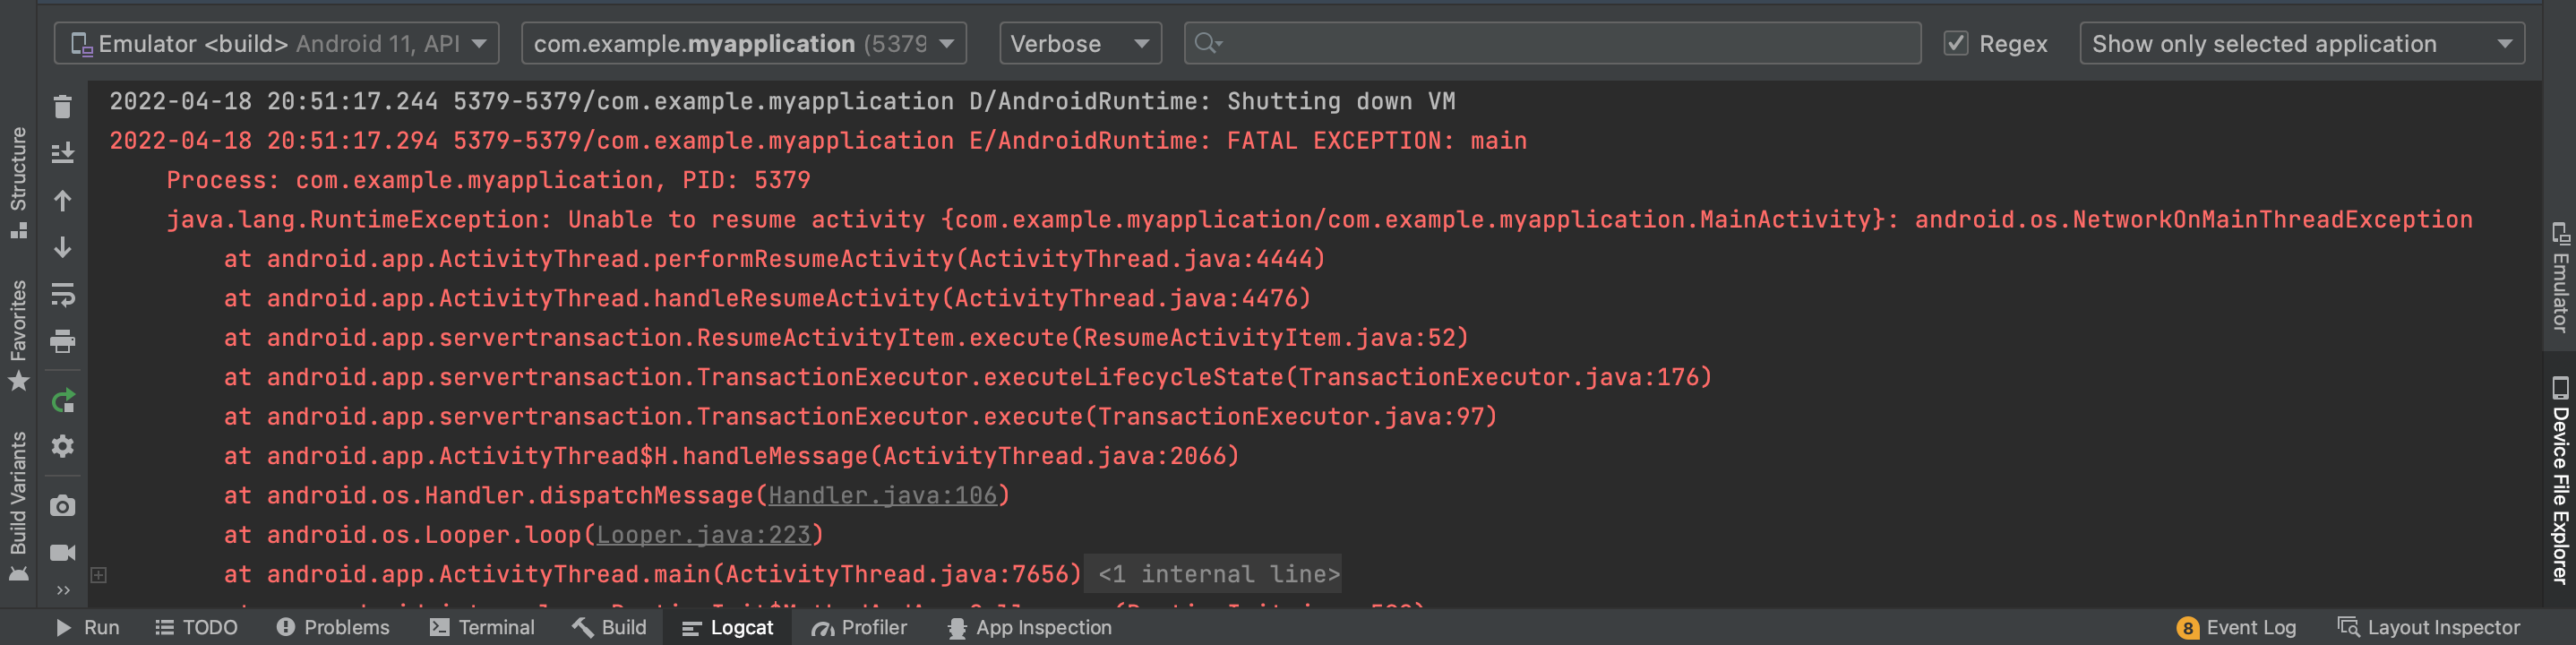 Emulator <build> Android 11, API
com.example.myapplication (5379
Verbose
Regex
Show only selected application
Structure
Favorites
Build Variants
2022-04-18 20:51:17.244 5379-5379/com.example.myapplication D/AndroidRuntime: Shutting down VM
2022-04-18 20:51:17.294 5379-5379/com.example.myapplication E/AndroidRuntime: FATAL EXCEPTION: main
Process: com.example.myapplication, PID: 5379
java.lang.RuntimeException: Unable to resume activity {com.example.myapplication/com.example.myapplication.MainActivity}: android.os.NetworkOnMainThreadException
at android.app.ActivityThread.performResumeActivity(ActivityThread.java:4444)
at android.app.ActivityThread.handleResumeActivity(ActivityThread.java:4476)
at android.app.servertransaction.ResumeActivityItem.execute(ResumeActivityItem.java:52)
at android.app.servertransaction.TransactionExecutor.executeLifecycleState(TransactionExecutor.java:176)
at android.app.servertransaction.TransactionExecutor.execute(TransactionExecutor.java:97)
at android.app.ActivityThread$H.handleMessage(ActivityThread.java:2066)
at android.os.Handler.dispatchMessage(Handler.java:106)
at android.os.Looper.loop(Looper.java:223)
at android.app.ActivityThread.main(ActivityThread.java:7656) <1 internal line>
Emulator
Device File Explorer
Run
TODO
Problems
Terminal
Build
Logcat
Profiler
App Inspection
8 Event Log
Layout Inspector